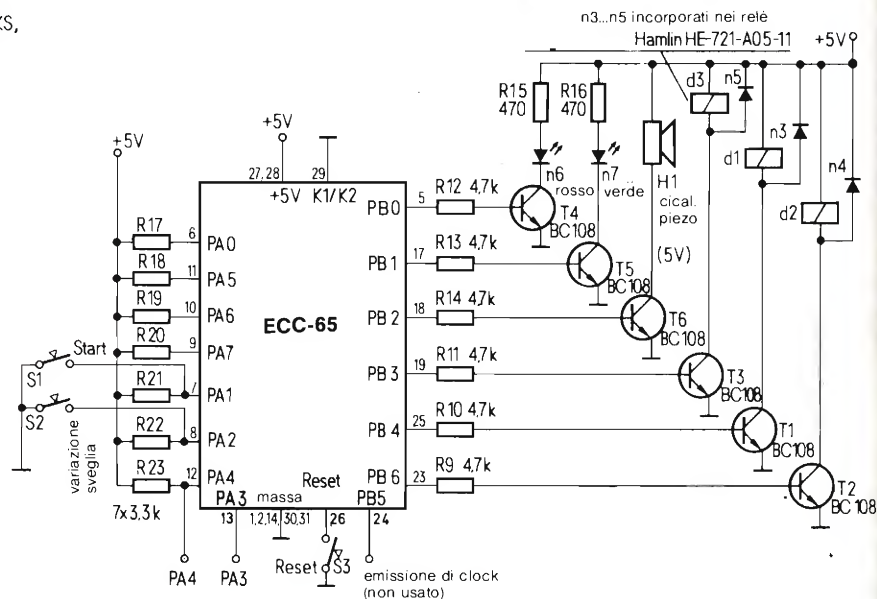 KS,
n3...n5 incorporati nei relè
Hamlin HE-721-A05-11
+5V
R15
470
R16
470
d3
n5
d1
n3
d2
n4
n6
rosso
n7
verde
H1
cical.
piezo
(5V)
+5V
+5V
27, 28
29
+5V K1/K2
ECC-65
R17
6
PA0
R18
11
PA5
R19
10
PA6
R20
9
PA7
S1
Start
R21
7
PA1
S2
variazione
sveglia
R22
8
PA2
R23
12
PA4
7x3,3k
PB0
5
R12 4,7k
T4
BC108
PB1
17
R13 4,7k
T5
BC108
PB2
18
R14 4,7k
T6
BC108
PB3
19
R11 4,7k
T3
BC108
PB4
25
R10 4,7k
T1
BC108
PB6
23
R9 4,7k
T2
BC108
PA3
massa
Reset
PB5
13
1,2,14,30,31
26
24
PA4
PA3
Reset
S3
emissione di clock
(non usato)